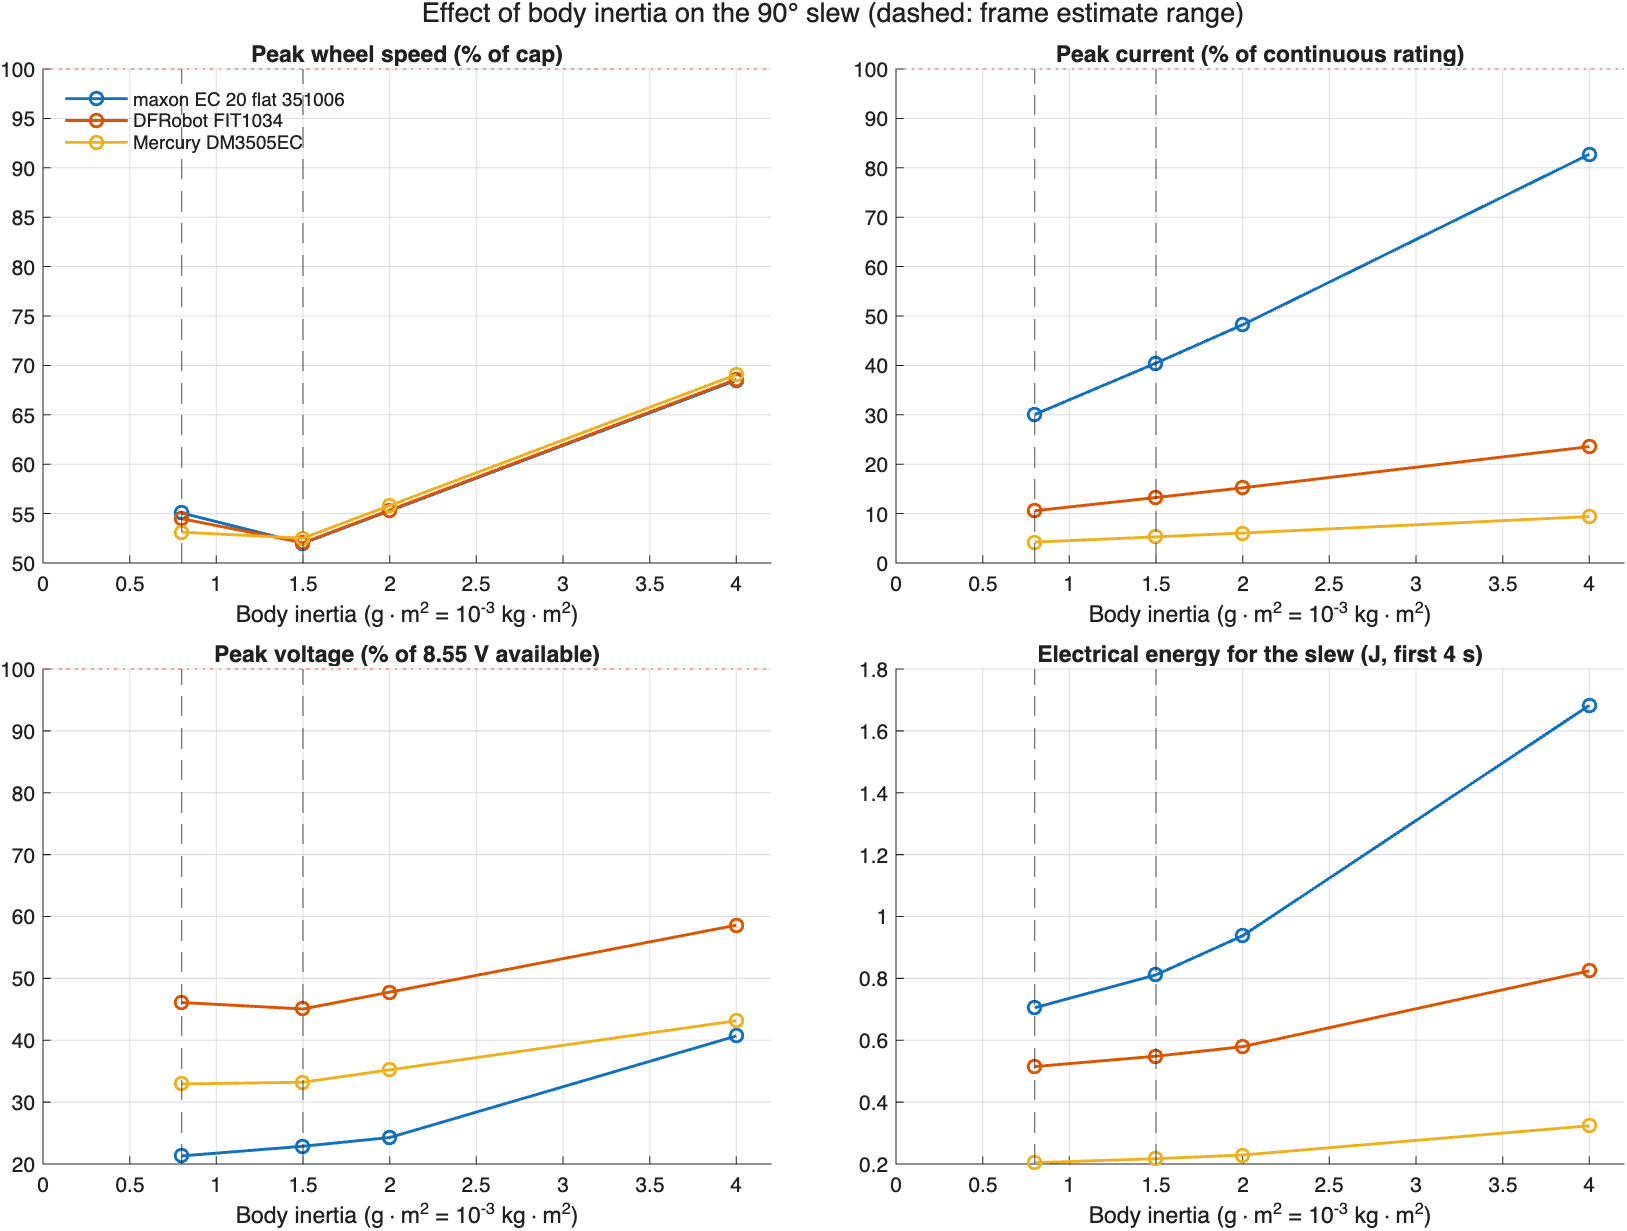 Effect of body inertia on the 90° slew (dashed: frame estimate range)
Peak wheel speed (% of cap)
100
95
90
85
80
75
70
65
60
55
50
maxon EC 20 flat 351006
DFRobot FIT1034
Mercury DM3505EC
0 0.5 1 1.5 2 2.5 3 3.5 4
Body inertia (g · m² = 10⁻³ kg · m²)
Peak current (% of continuous rating)
100
90
80
70
60
50
40
30
20
10
0
0 0.5 1 1.5 2 2.5 3 3.5 4
Body inertia (g · m² = 10⁻³ kg · m²)
Peak voltage (% of 8.55 V available)
100
90
80
70
60
50
40
30
20
0 0.5 1 1.5 2 2.5 3 3.5 4
Body inertia (g · m² = 10⁻³ kg · m²)
Electrical energy for the slew (J, first 4 s)
1.8
1.6
1.4
1.2
1
0.8
0.6
0.4
0.2
0 0.5 1 1.5 2 2.5 3 3.5 4
Body inertia (g · m² = 10⁻³ kg · m²)